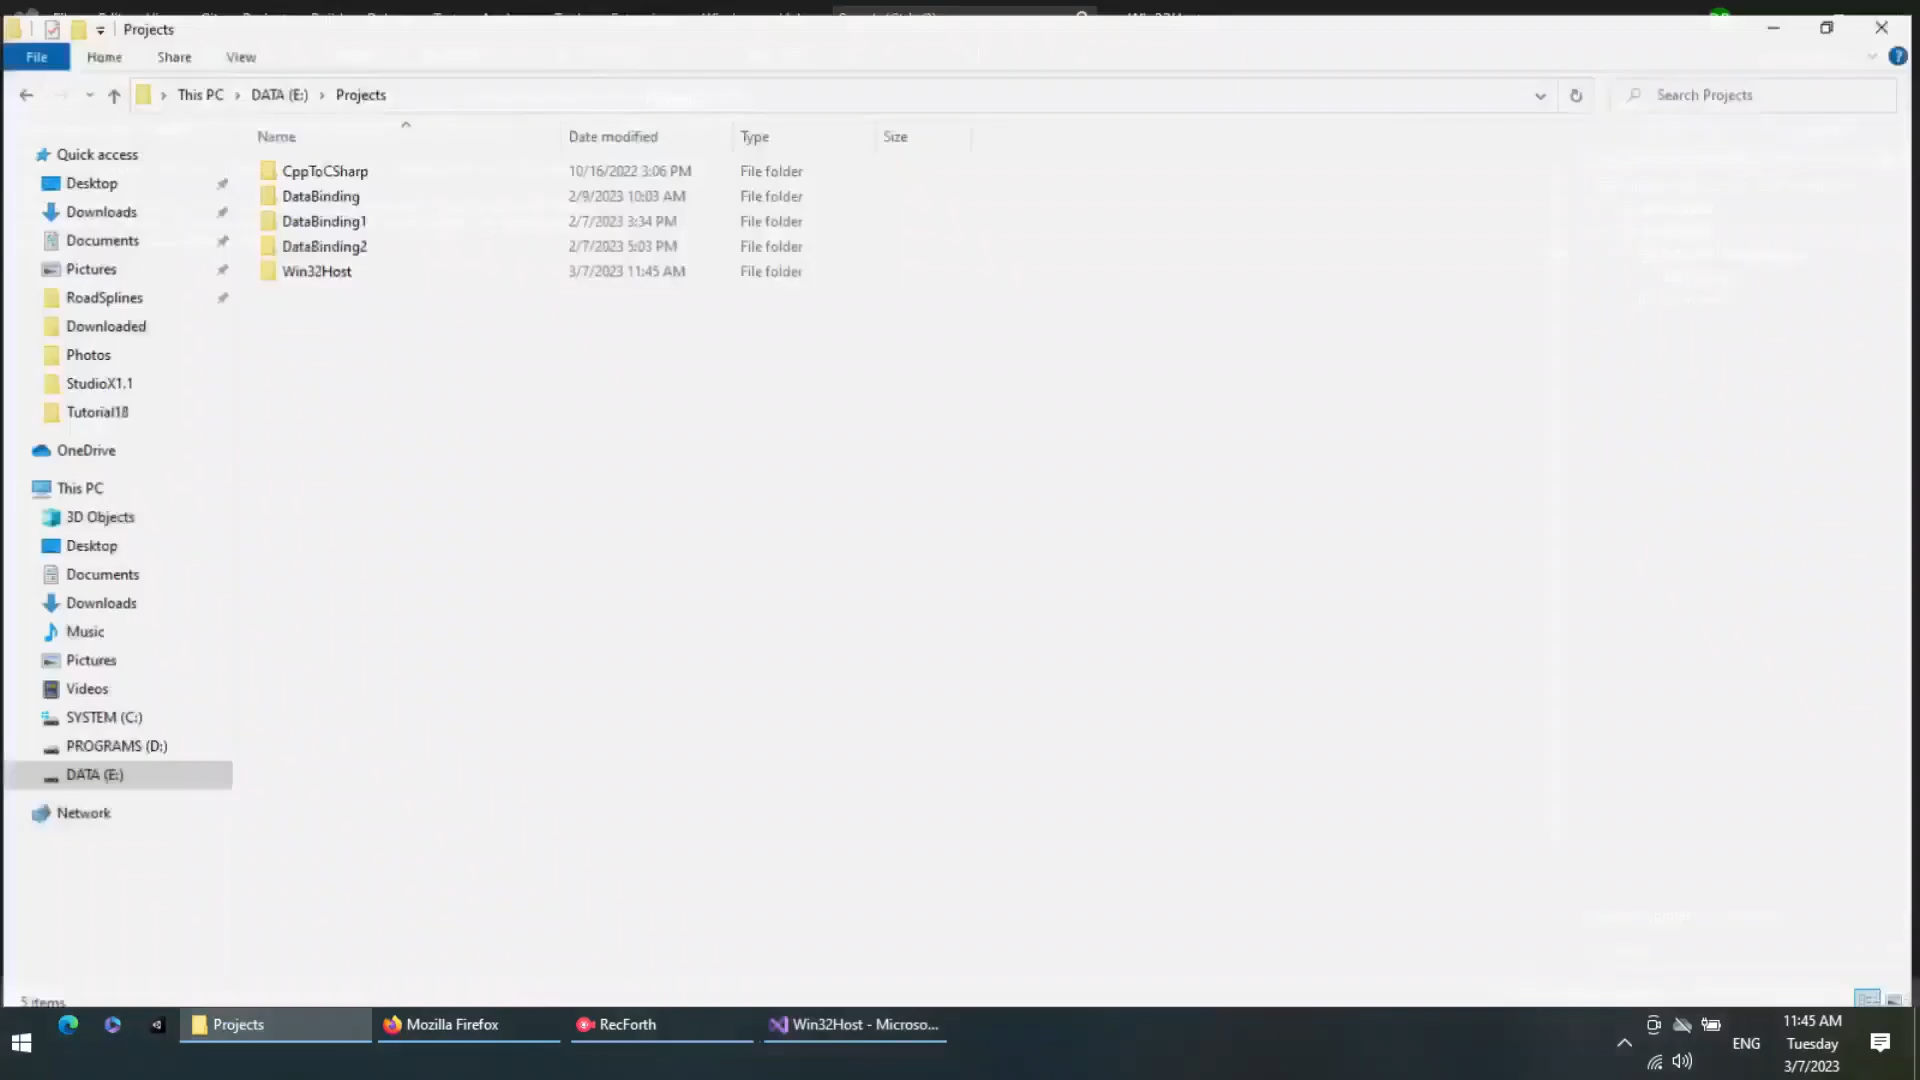 Projects
File Home Share View
This PC DATA (E:) Projects Search Projects
Name Date modified Type Size
CppToCSharp 10/16/2022 3:06 PM File folder
DataBinding 2/9/2023 10:03 AM File folder
DataBinding1 2/7/2023 3:34 PM File folder
DataBinding2 2/7/2023 5:03 PM File folder
Win32Host 3/7/2023 11:45 AM File folder
Quick access
Desktop
Downloads
Documents
Pictures
RoadSplines
Downloaded
Photos
StudioX1.1
Tutorial18
OneDrive
This PC
3D Objects
Desktop
Documents
Downloads
Music
Pictures
Videos
SYSTEM (C:)
PROGRAMS (D:)
DATA (E:)
Network
5 items
Projects Mozilla Firefox RecForth Win32Host - Microso...
ENG
11:45 AM
Tuesday
3/7/2023